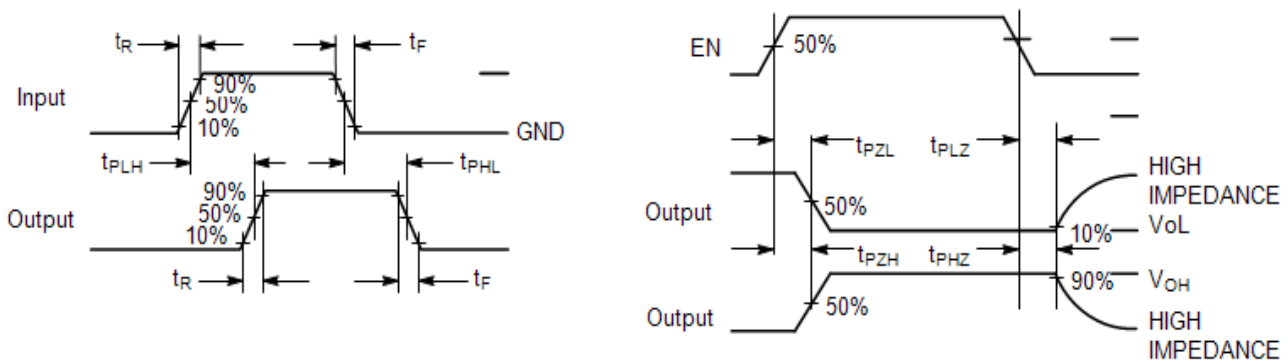 tR
tF
Input
90%
50%
10%
GND
tPLH
tPHL
Output
90%
50%
10%
tR
tF
EN
50%
tPZL
tPLZ
Output
50%
HIGH
IMPEDANCE
10%
VoL
tPZH
tPHZ
Output
50%
90%
VOH
HIGH
IMPEDANCE